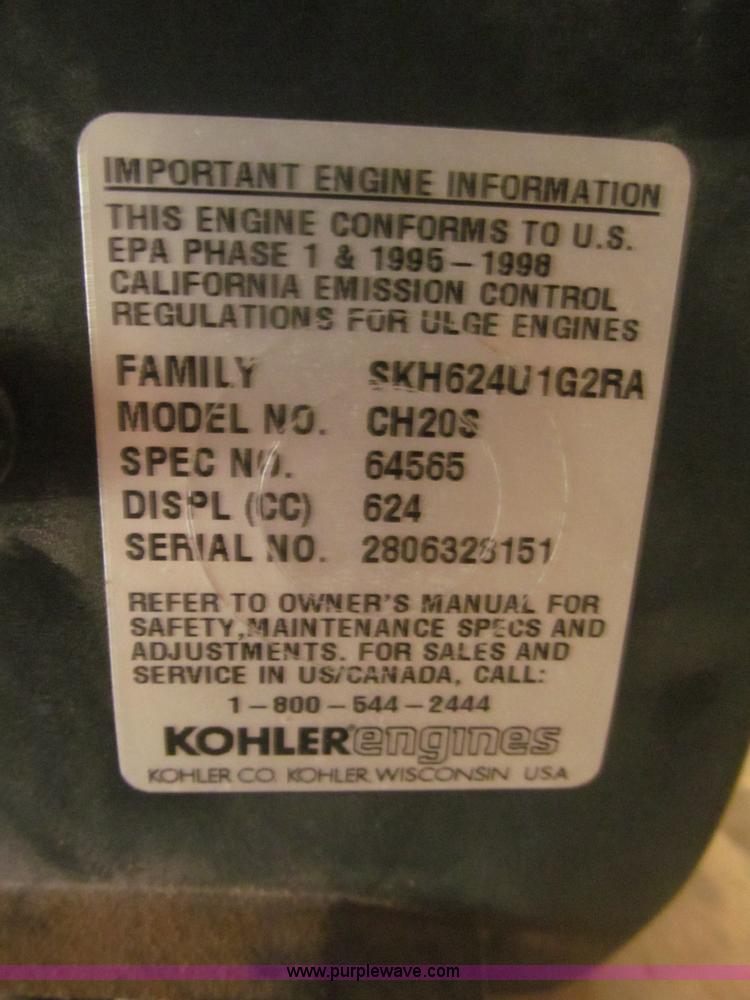 IMPORTANT ENGINE INFORMATION
THIS ENGINE CONFORMS TO U.S.
EPA PHASE 1 & 1995–1998
CALIFORNIA EMISSION CONTROL
REGULATIONS FOR ULGE ENGINES
FAMILY SKH624U1G2RA
MODEL NO. CH20S
SPEC NO. 64565
DISPL (CC) 624
SERIAL NO. 2806328151
REFER TO OWNER'S MANUAL FOR
SAFETY, MAINTENANCE SPECS AND
ADJUSTMENTS. FOR SALES AND
SERVICE IN US/CANADA, CALL:
1–800–544–2444
KOHLER engines
KOHLER CO. KOHLER, WISCONSIN USA
www.purplewave.com